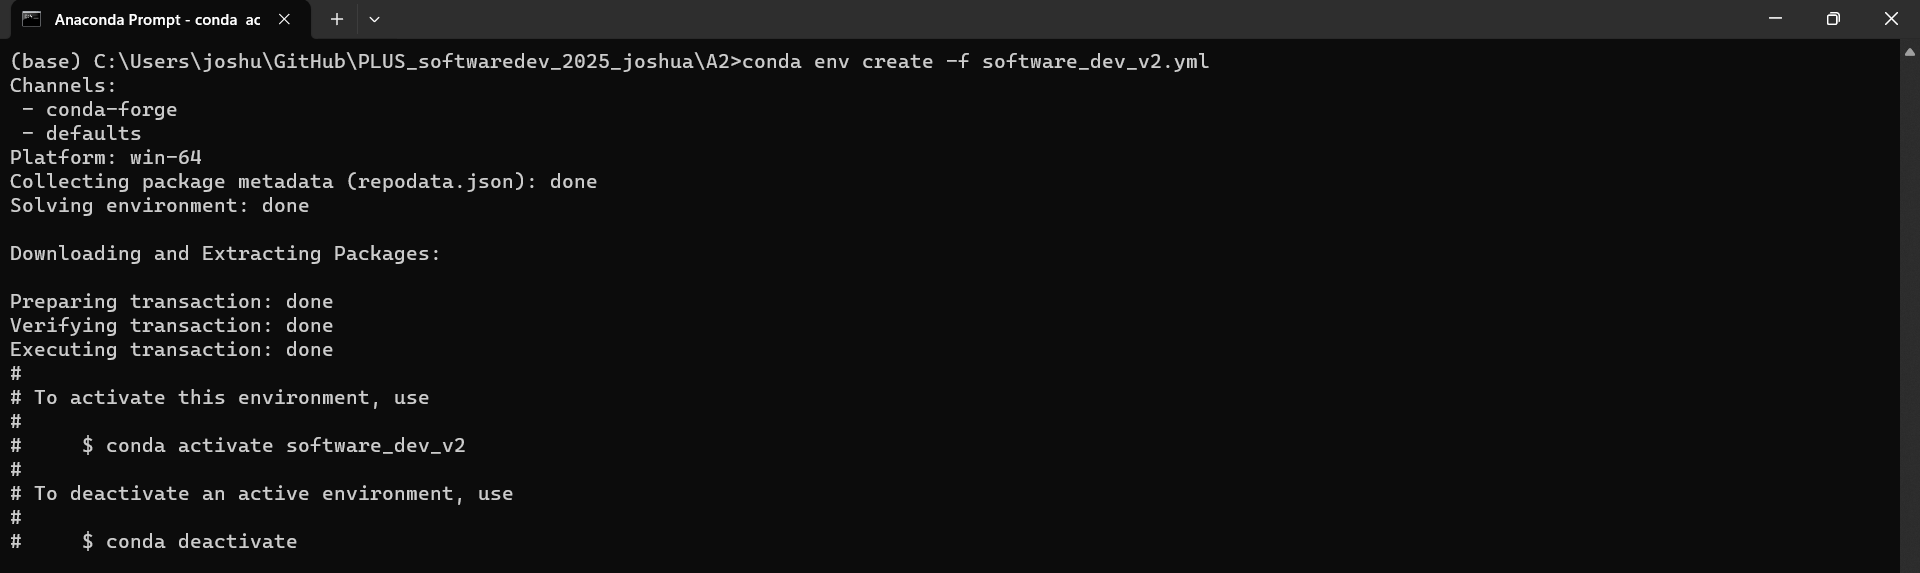 Anaconda Prompt - conda  ac
(base) C:\Users\joshu\GitHub\PLUS_softwaredev_2025_joshua\A2>conda env create -f software_dev_v2.yml
Channels:
 - conda-forge
 - defaults
Platform: win-64
Collecting package metadata (repodata.json): done
Solving environment: done
Downloading and Extracting Packages:
Preparing transaction: done
Verifying transaction: done
Executing transaction: done
#
# To activate this environment, use
#
#     $ conda activate software_dev_v2
#
# To deactivate an active environment, use
#
#     $ conda deactivate